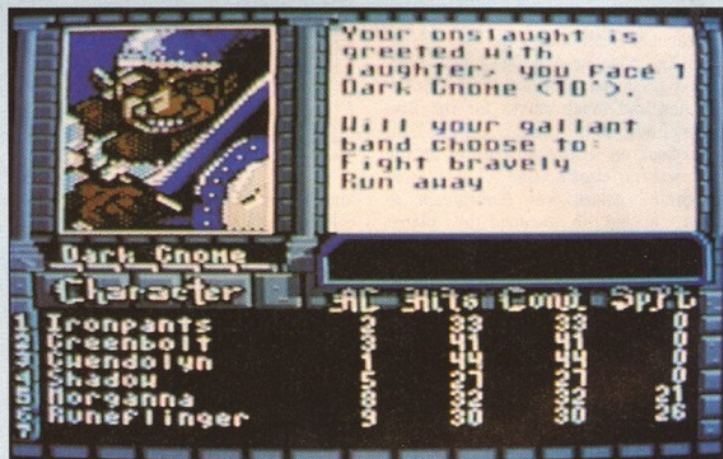 Your onslaught is
greeted with
laughter, you face 1
Dark Gnome <10'>.
Will your gallant
band choose to:
Fight bravely
Run away
Dark Gnome
Character AC Hits Cond SpPt
1 Ironpants 2 33 33 0
2 Greenbolt 3 41 41 0
3 Gwendolyn 1 44 44 0
4 Shadow 5 27 27 0
5 Morganna 8 32 32 21
6 Runeflinger 9 30 30 26
7